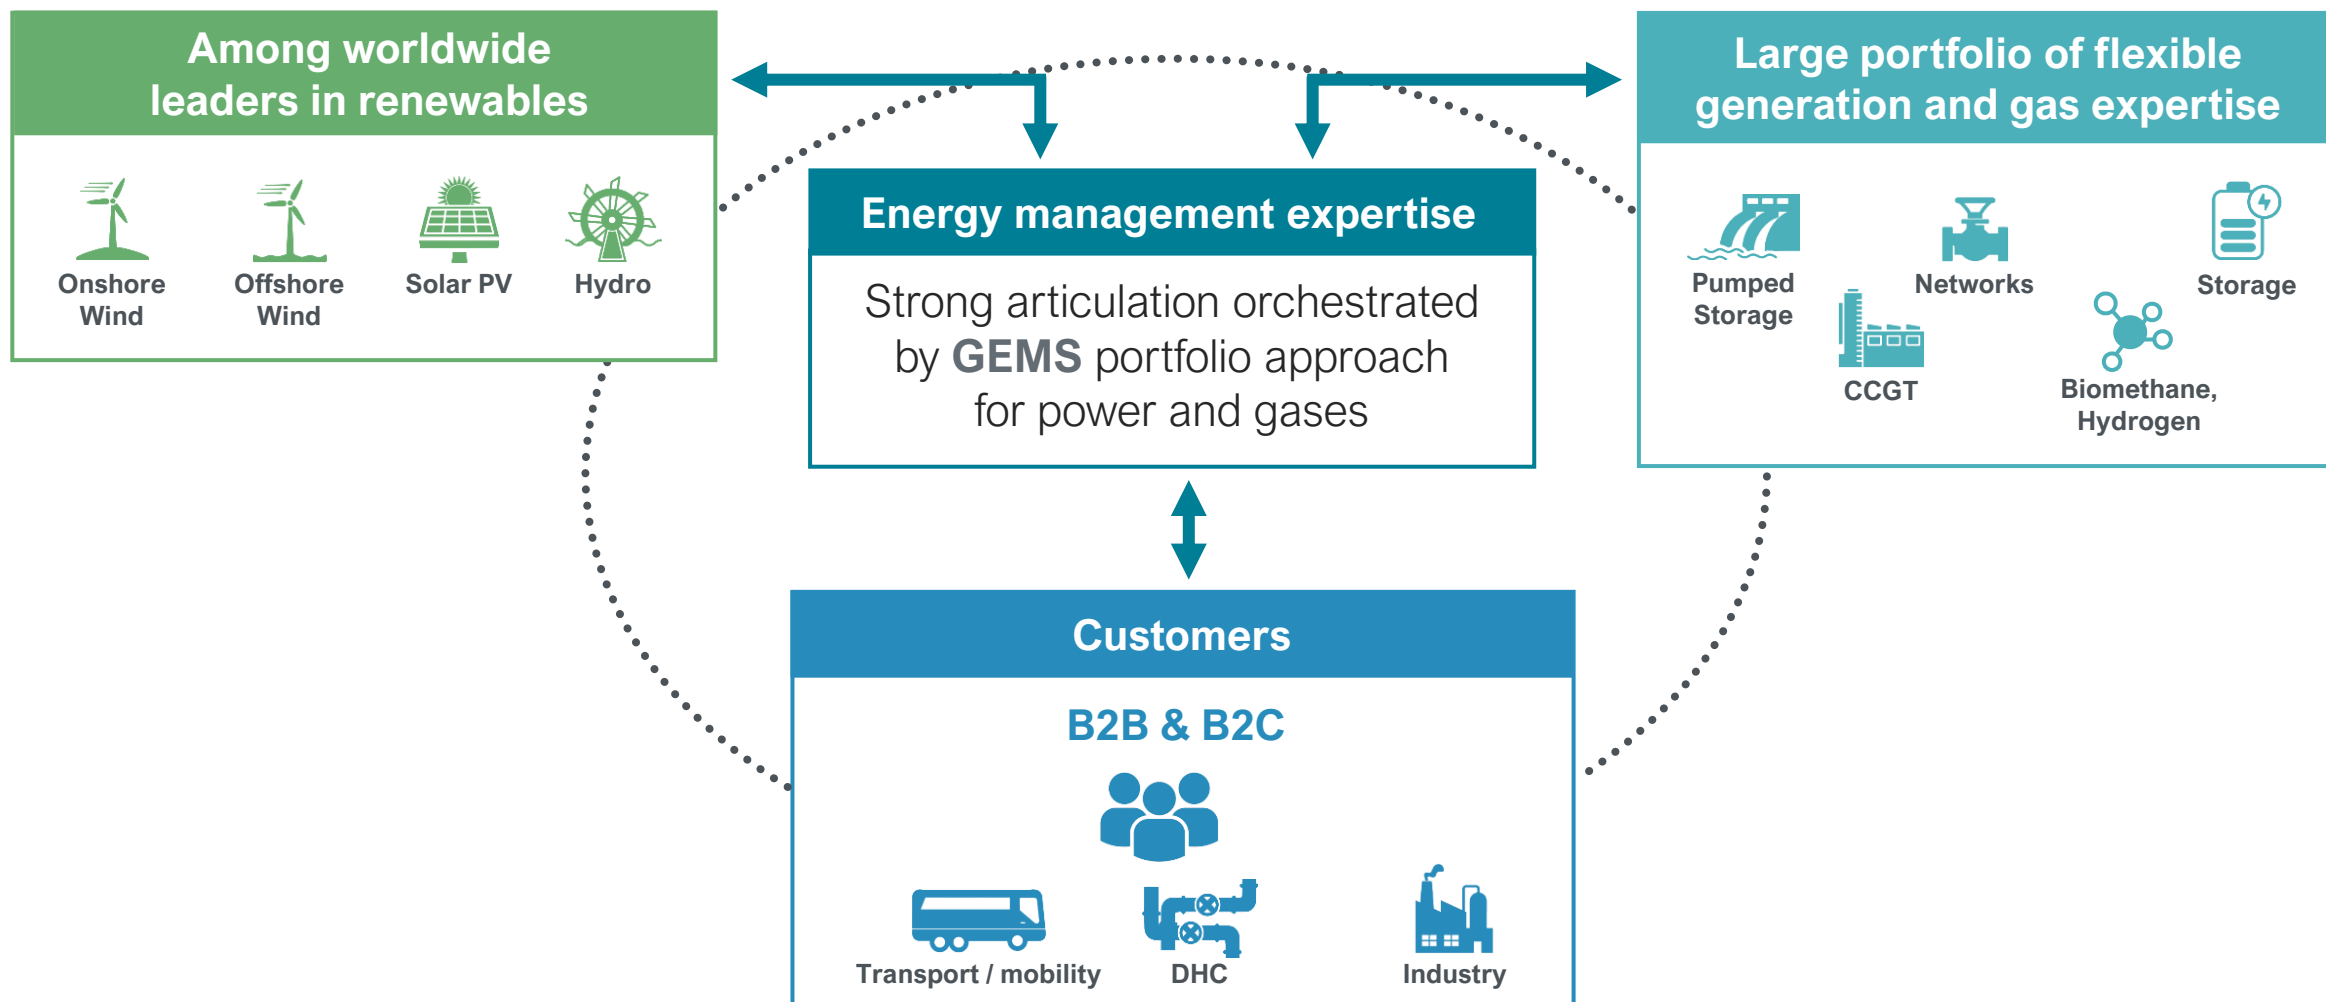 Among worldwide
leaders in renewables
Onshore
Wind
Offshore
Wind
Solar PV
Hydro
Energy management expertise
Strong articulation orchestrated
by GEMS portfolio approach
for power and gases
Large portfolio of flexible
generation and gas expertise
Pumped
Storage
Networks
Storage
CCGT
Biomethane,
Hydrogen
Customers
B2B & B2C
Transport / mobility
DHC
Industry